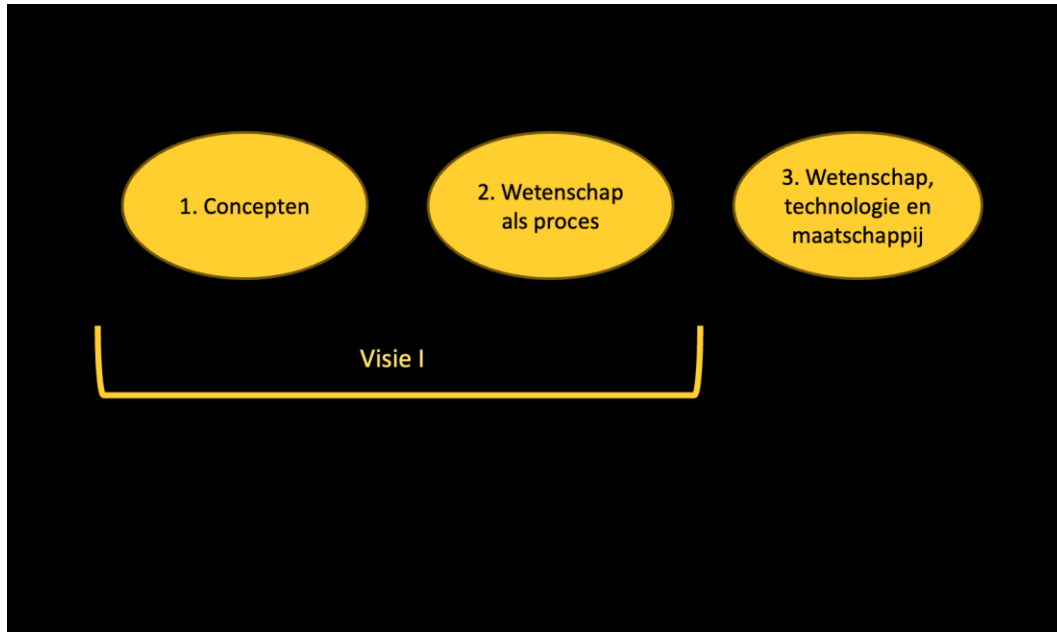 1. Concepten
2. Wetenschap
als proces
3. Wetenschap,
technologie en
maatschappij
Visie I